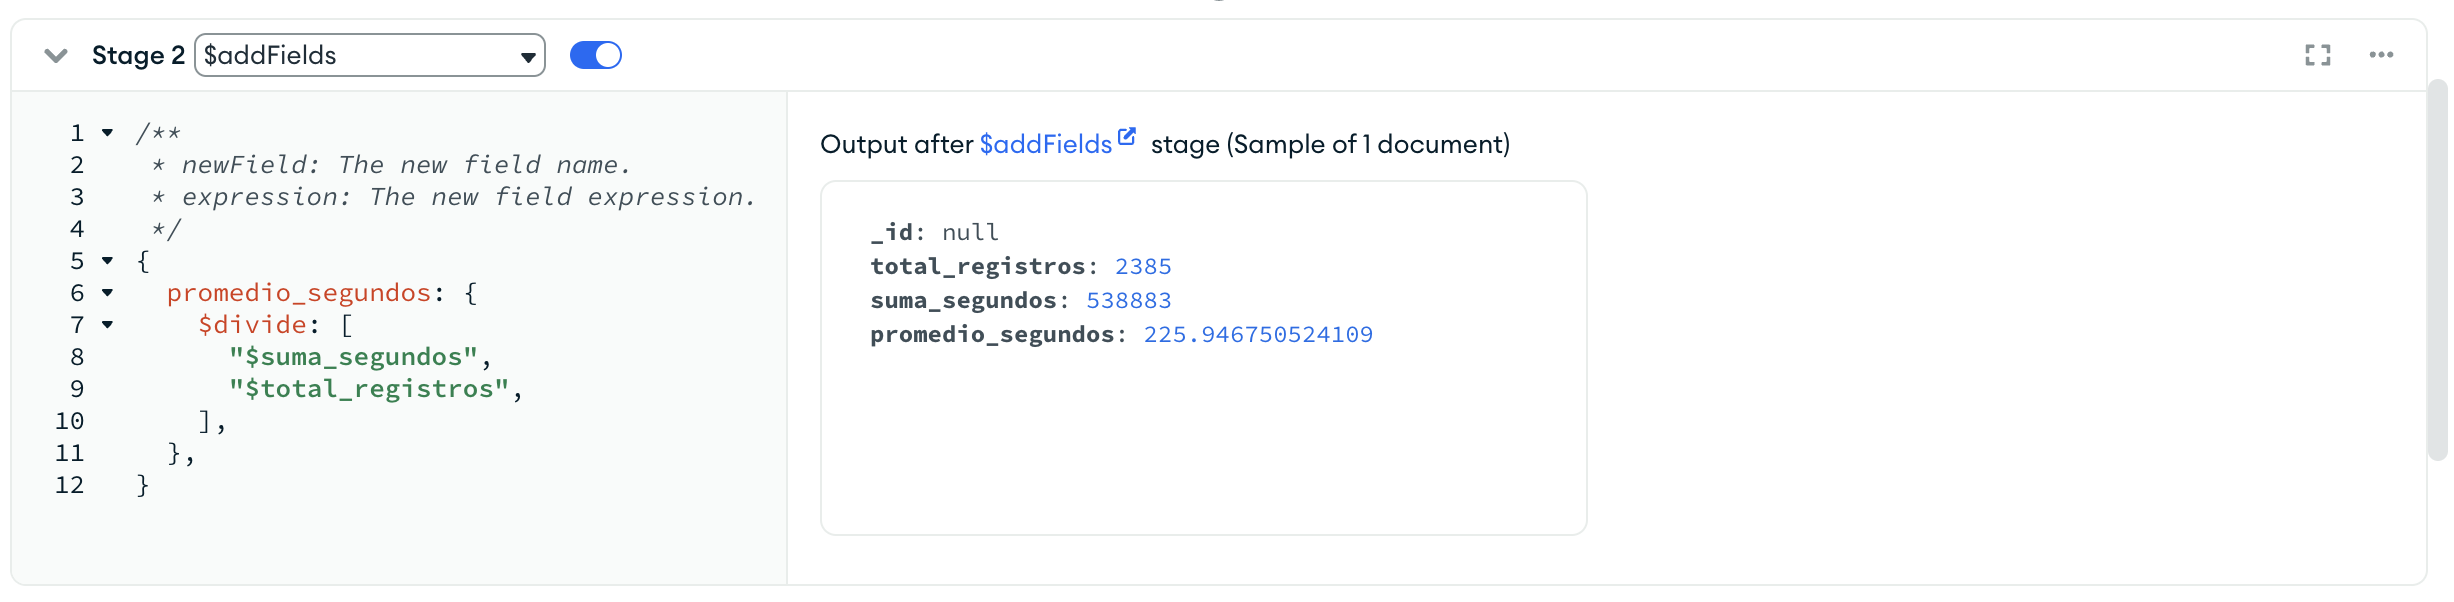 Stage 2 $addFields
1 /**
2 * newField: The new field name.
3 * expression: The new field expression.
4 */
5 {
6 promedio_segundos: {
7 $divide: [
8 "$suma_segundos",
9 "$total_registros",
10 ],
11 },
12 }
Output after $addFields stage (Sample of 1 document)
_id: null
total_registros: 2385
suma_segundos: 538883
promedio_segundos: 225.946750524109